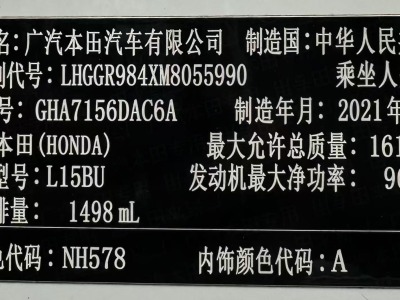 名:广汽本田汽车有限公司 制造国:中华人民
代号:LHGGR984XM8055990 乘坐人
号:GHA7156DAC6A 制造年月:2021年
本田(HONDA) 最大允许总质量:161
型号:L15BU 发动机最大净功率: 9
排量: 1498 mL
色代码:NH578 内饰颜色代码:A